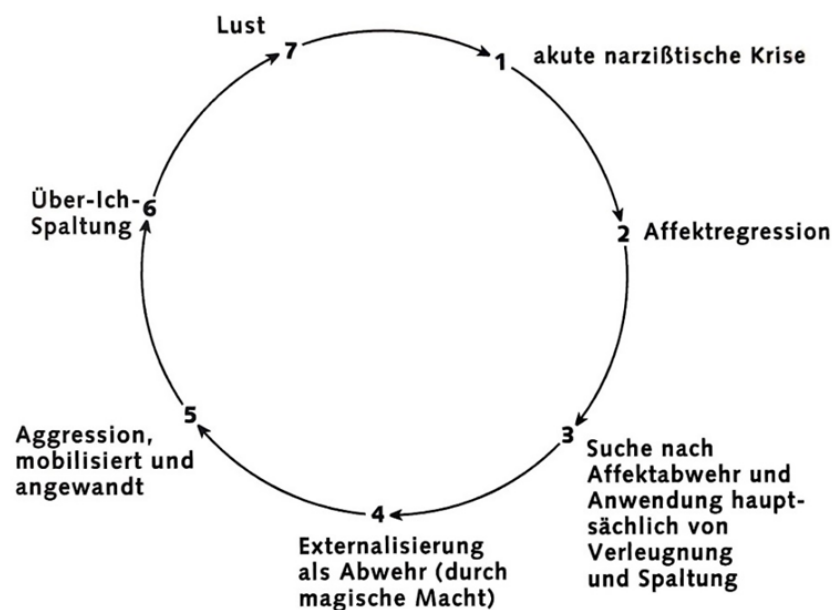 Lust
7
1 akute narzißtische Krise
2 Affektregression
3
Suche nach
Affektabwehr und
Anwendung haupt-
sächlich von
Verleugnung
und Spaltung
4
Externalisierung
als Abwehr (durch
magische Macht)
5
Aggression,
mobilisiert und
angewandt
Über-Ich- 6
Spaltung